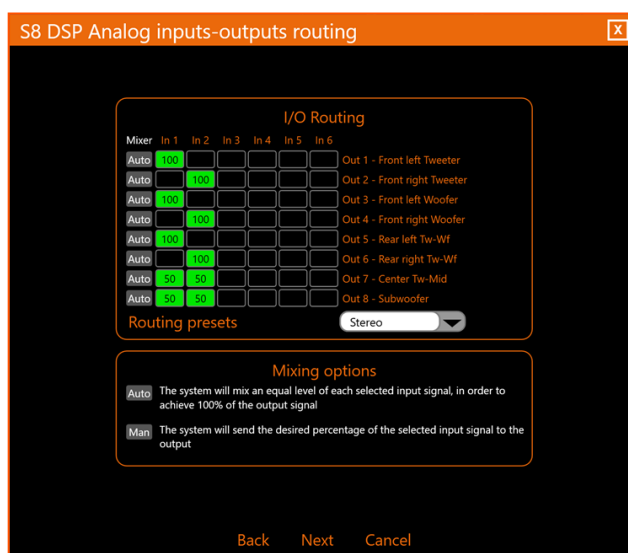 S8 DSP Analog inputs-outputs routing X
I/O Routing
Mixer In 1 In 2 In 3 In 4 In 5 In 6
Auto 100 Out 1 - Front left Tweeter
Auto 100 Out 2 - Front right Tweeter
Auto 100 Out 3 - Front left Woofer
Auto 100 Out 4 - Front right Woofer
Auto 100 Out 5 - Rear left Tw-Wf
Auto 100 Out 6 - Rear right Tw-Wf
Auto 50 50 Out 7 - Center Tw-Mid
Auto 50 50 Out 8 - Subwoofer
Routing presets Stereo
Mixing options
Auto The system will mix an equal level of each selected input signal, in order to
achieve 100% of the output signal
Man The system will send the desired percentage of the selected input signal to the
output
Back Next Cancel